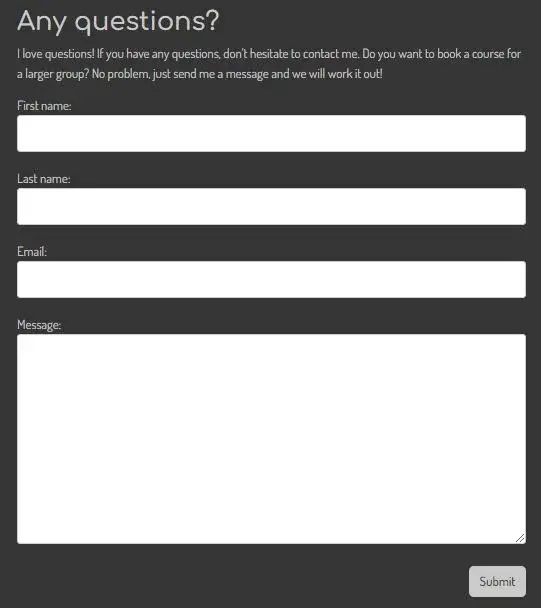 Any questions?
I love questions! If you have any questions, don't hesitate to contact me. Do you want to book a course for
a larger group? No problem, just send me a message and we will work it out!
First name:
Last name:
Email:
Message:
Submit